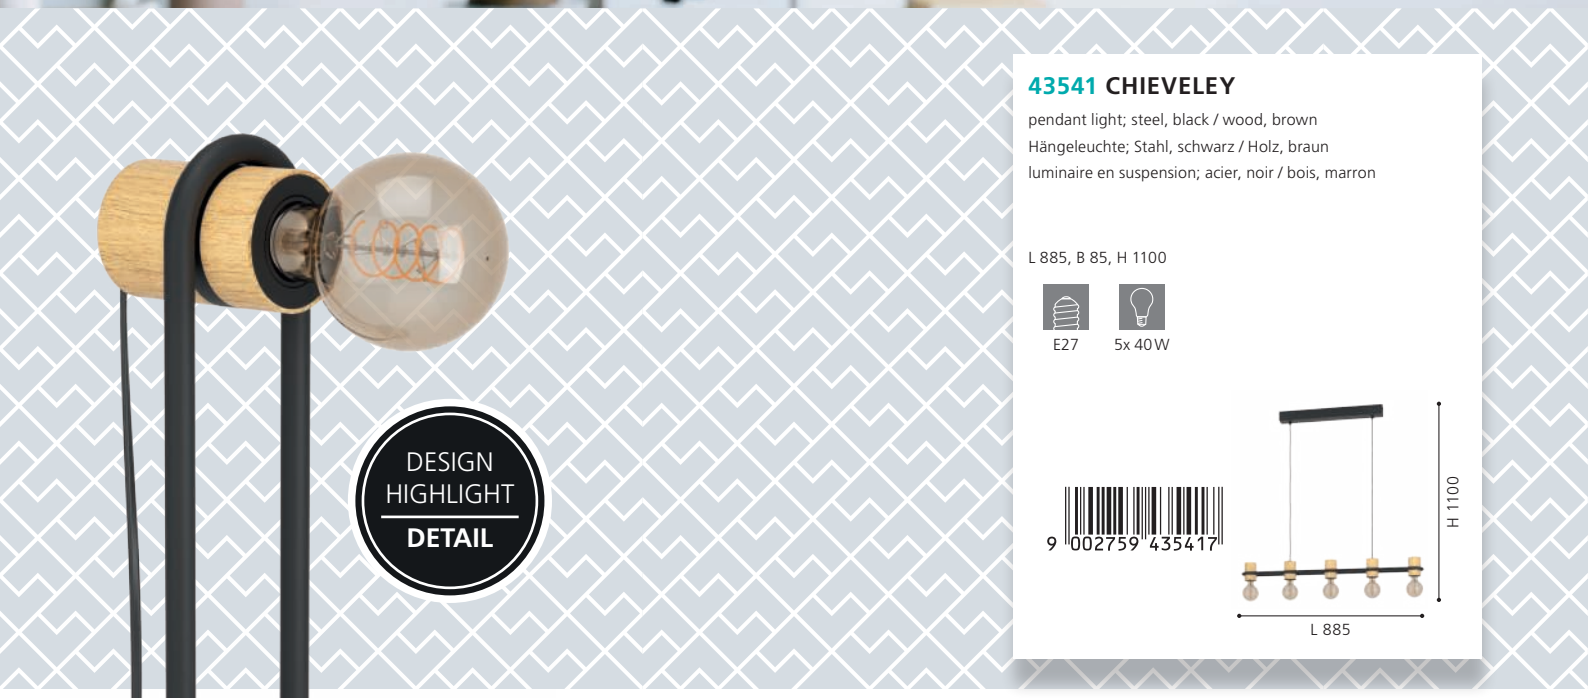 DESIGN
HIGHLIGHT
DETAIL
43541 CHIEVELEY
pendant light; steel, black / wood, brown
Hängeleuchte; Stahl, schwarz / Holz, braun
luminaire en suspension; acier, noir / bois, marron
L 885, B 85, H 1100
E27
5x 40 W
9 002759 435417
H 1100
L 885